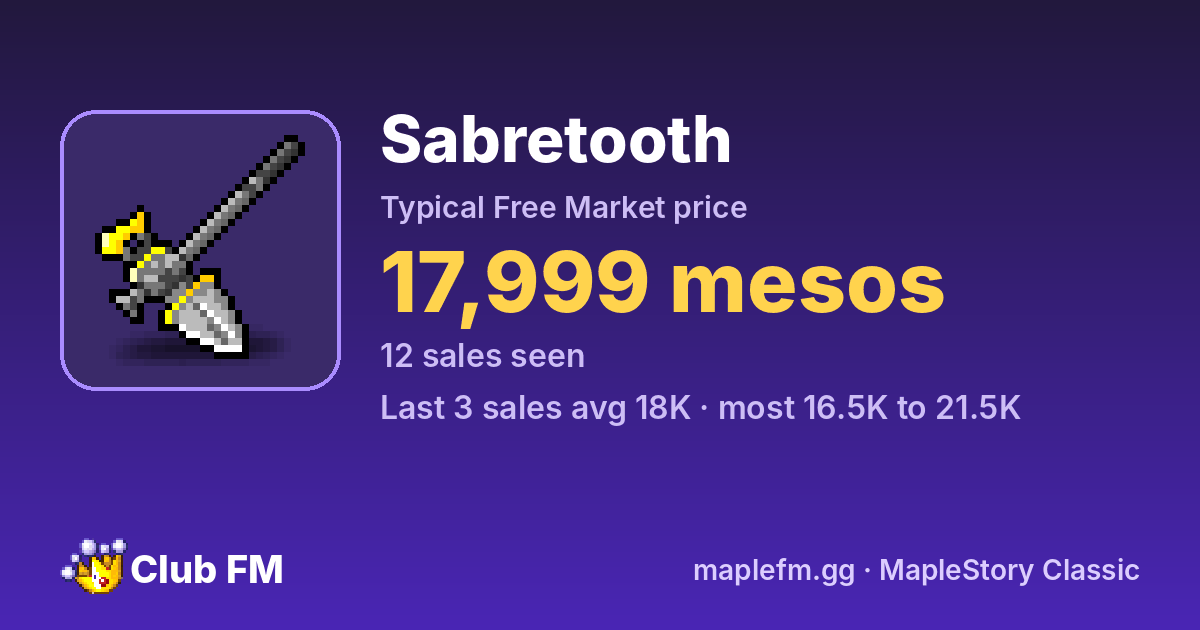 Sabretooth
Typical Free Market price
17,999 mesos
12 sales seen
Last 3 sales avg 18K · most 16.5K to 21.5K
Club FM
maplefm.gg · MapleStory Classic